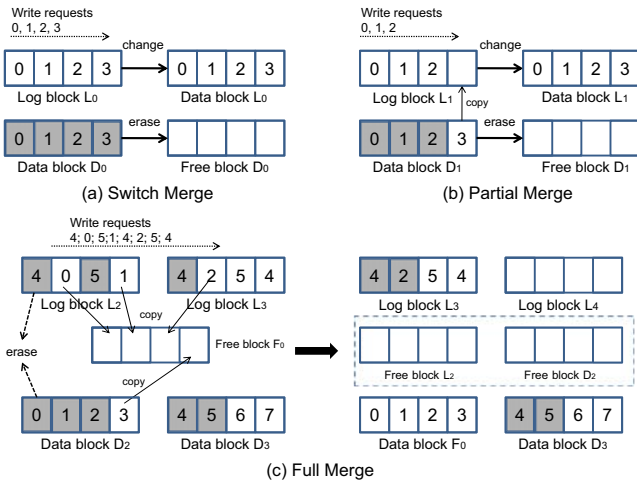 Write requests
0, 1, 2, 3
change
0 1 2 3
0 1 2 3
Log block L0
Data block L0
erase
0 1 2 3
Data block D0
Free block D0
(a) Switch Merge
Write requests
0, 1, 2
change
0 1 2
0 1 2 3
Log block L1
Data block L1
copy
erase
0 1 2 3
Data block D1
Free block D1
(b) Partial Merge
Write requests
4; 0; 5;1; 4; 2; 5; 4
4 0 5 1
4 2 5 4
Log block L2
Log block L3
copy
erase
Free block F0
copy
0 1 2 3
4 5 6 7
Data block D2
Data block D3
4 2 5 4
Log block L3
Log block L4
Free block L2
Free block D2
0 1 2 3
4 5 6 7
Data block F0
Data block D3
(c) Full Merge